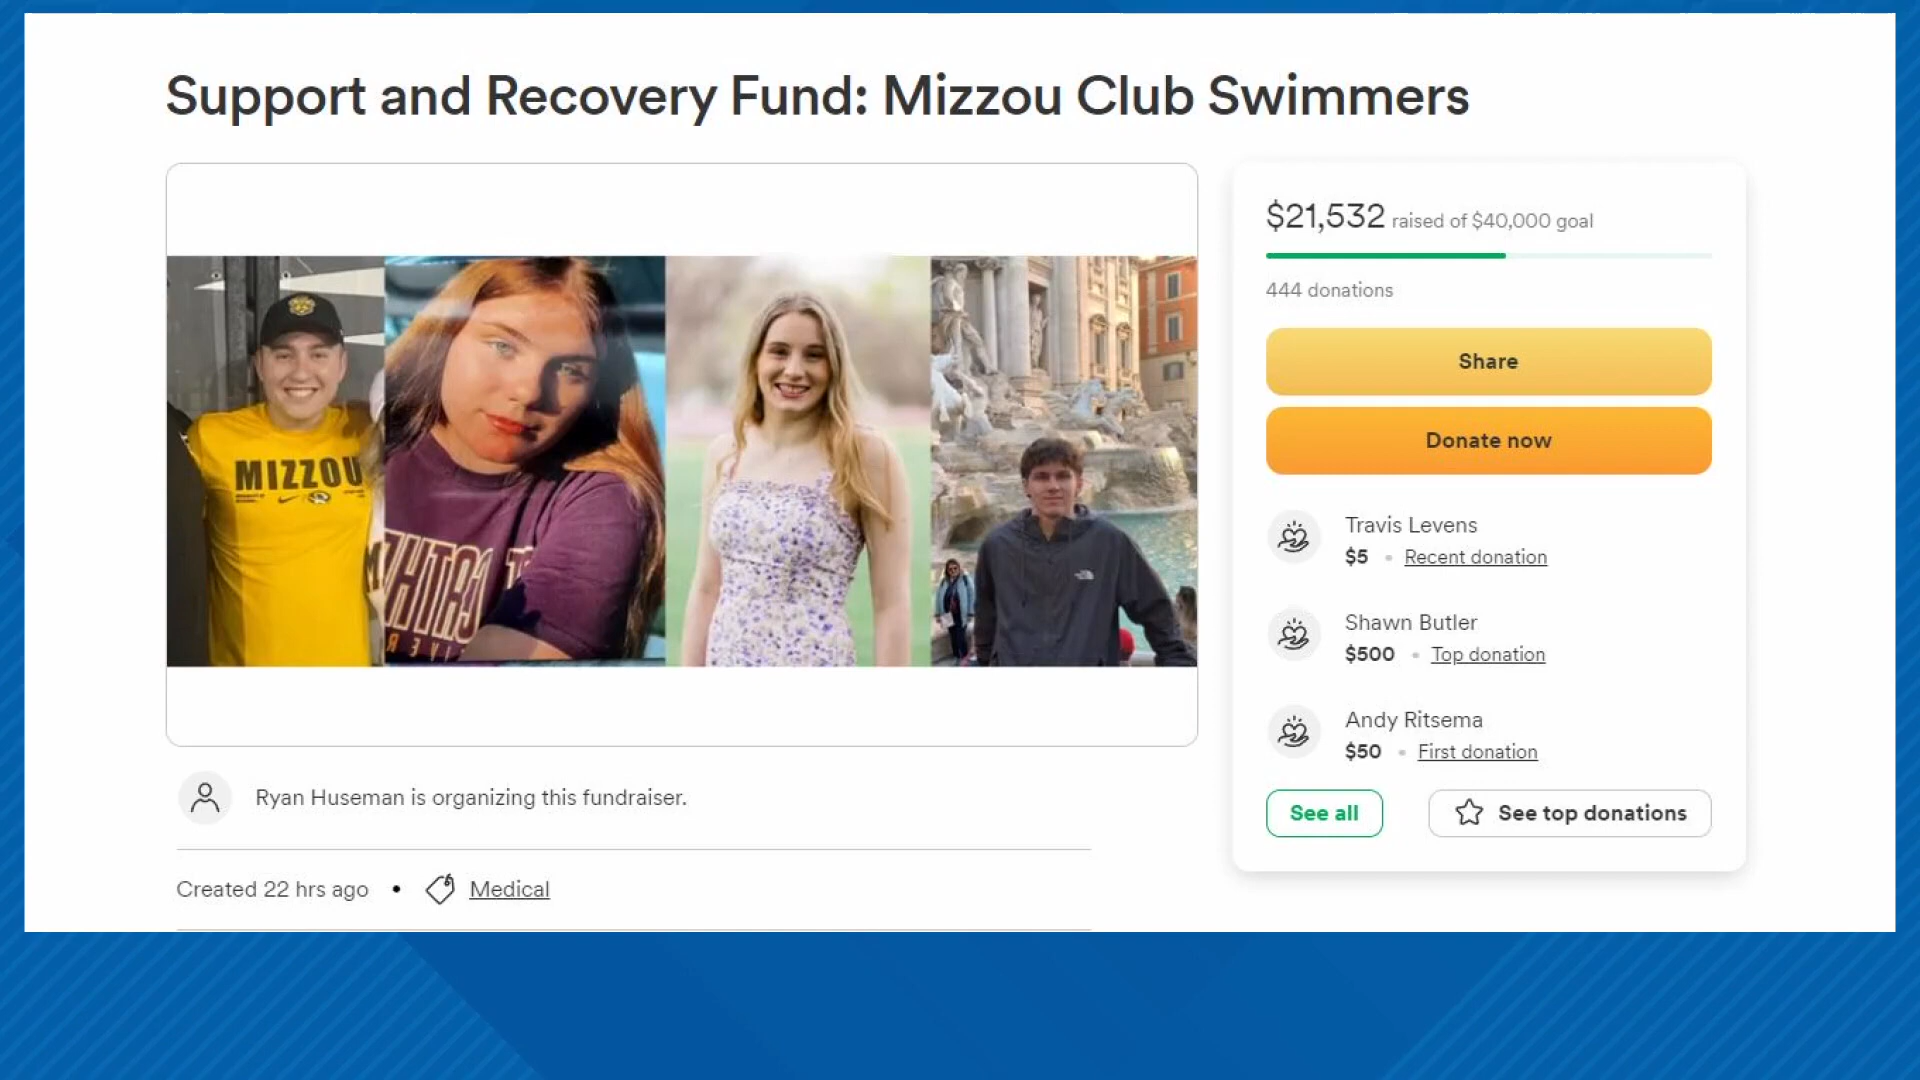 Support and Recovery Fund: Mizzou Club Swimmers
$21,532 raised of $40,000 goal
444 donations
Share
Donate now
Travis Levens
$5 • Recent donation
Shawn Butler
$500 • Top donation
Andy Ritsema
$50 • First donation
See all
See top donations
MIZZOU
Ryan Huseman is organizing this fundraiser.
Created 22 hrs ago • Medical